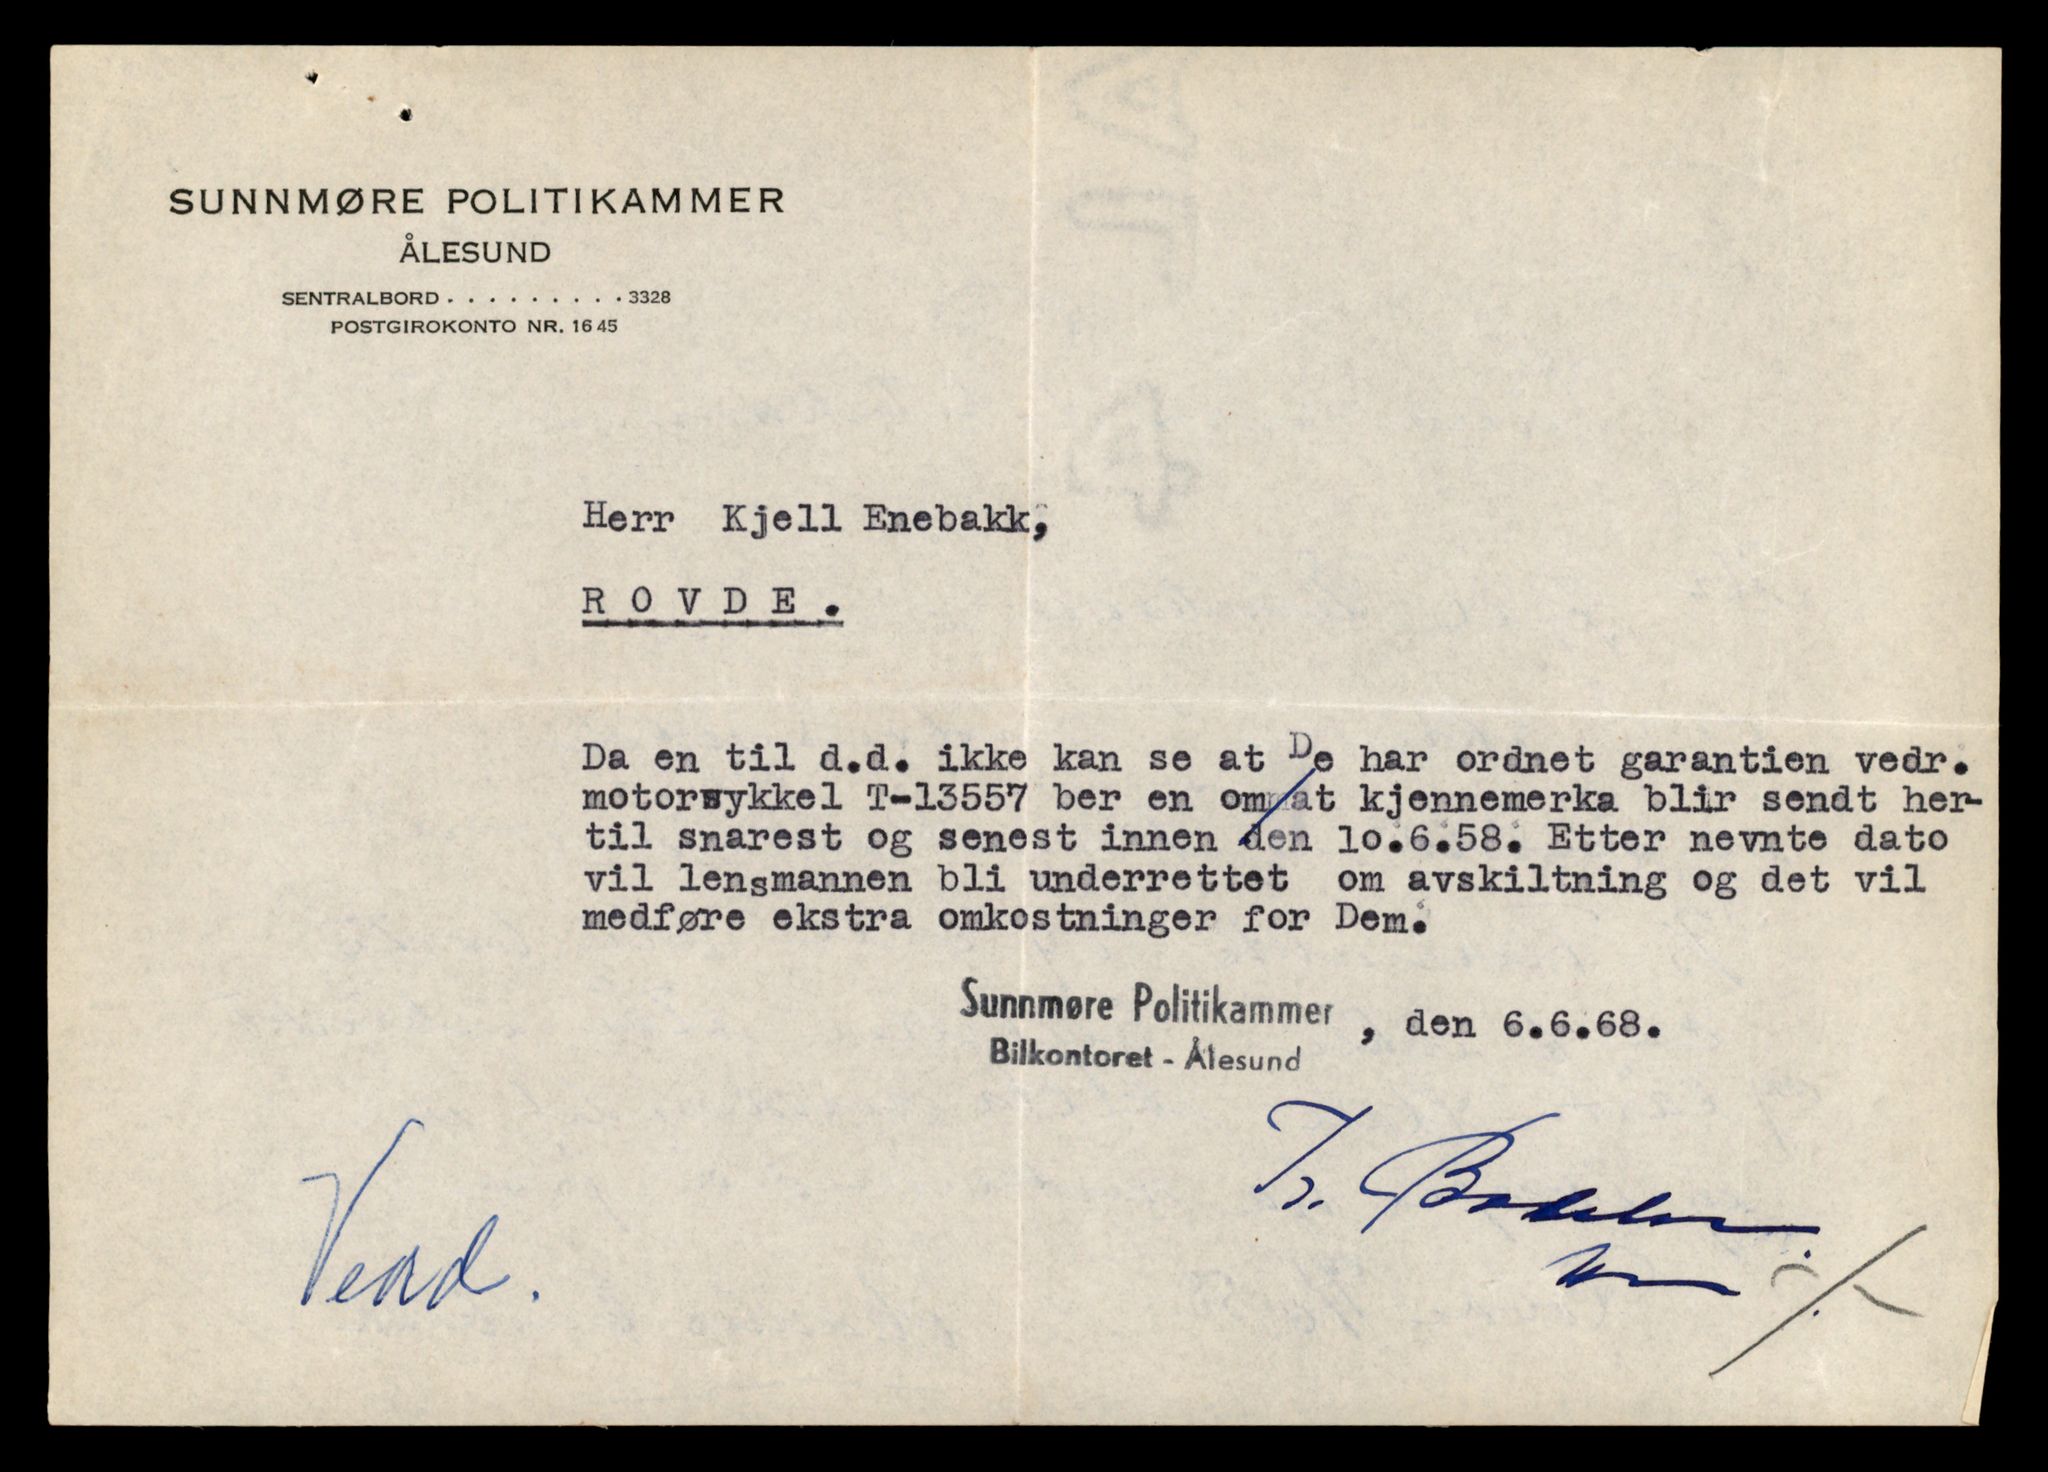 SUNNMØRE POLITIKAMMER
ÅLESUND
SENTRALBORD . . . . . . . . . 3328
POSTGIROKONTO NR. 1645
Herr Kjell Enebakk,
ROVDE.
Da en til d.d. ikke kan se at De har ordnet garantien vedr.
motorsykkel T-13557 ber en om at kjennemerka blir sendt her-
til snarest og senest innen den 10.6.58. Etter nevnte dato
vil lensmannen bli underrettet om avskiltning og det vil
medføre ekstra omkostninger for Dem.
Sunnmøre Politikammer , den 6.6.68.
Bilkontoret - Ålesund
Vend.